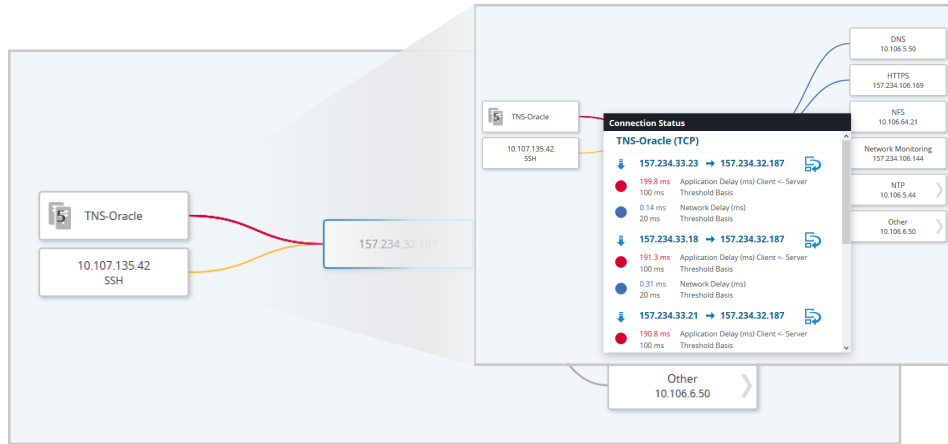 5
TNS-Oracle
10.107.135.42
SSH
157.234.32.187
Other
10.106.6.50
5
TNS-Oracle
10.107.135.42
SSH
DNS
10.106.5.50
HTTPS
157.234.106.169
NFS
10.106.64.21
Network Monitoring
157.234.106.144
NTP
10.106.5.44
Other
10.106.6.50
Connection Status
TNS-Oracle (TCP)
157.234.33.23 → 157.234.32.187
199.8 ms Application Delay (ms) Client <- Server
100 ms Threshold Basis
0.14 ms Network Delay (ms)
20 ms Threshold Basis
157.234.33.18 → 157.234.32.187
191.3 ms Application Delay (ms) Client <- Server
100 ms Threshold Basis
0.31 ms Network Delay (ms)
20 ms Threshold Basis
157.234.33.21 → 157.234.32.187
190.8 ms Application Delay (ms) Client <- Server
100 ms Threshold Basis